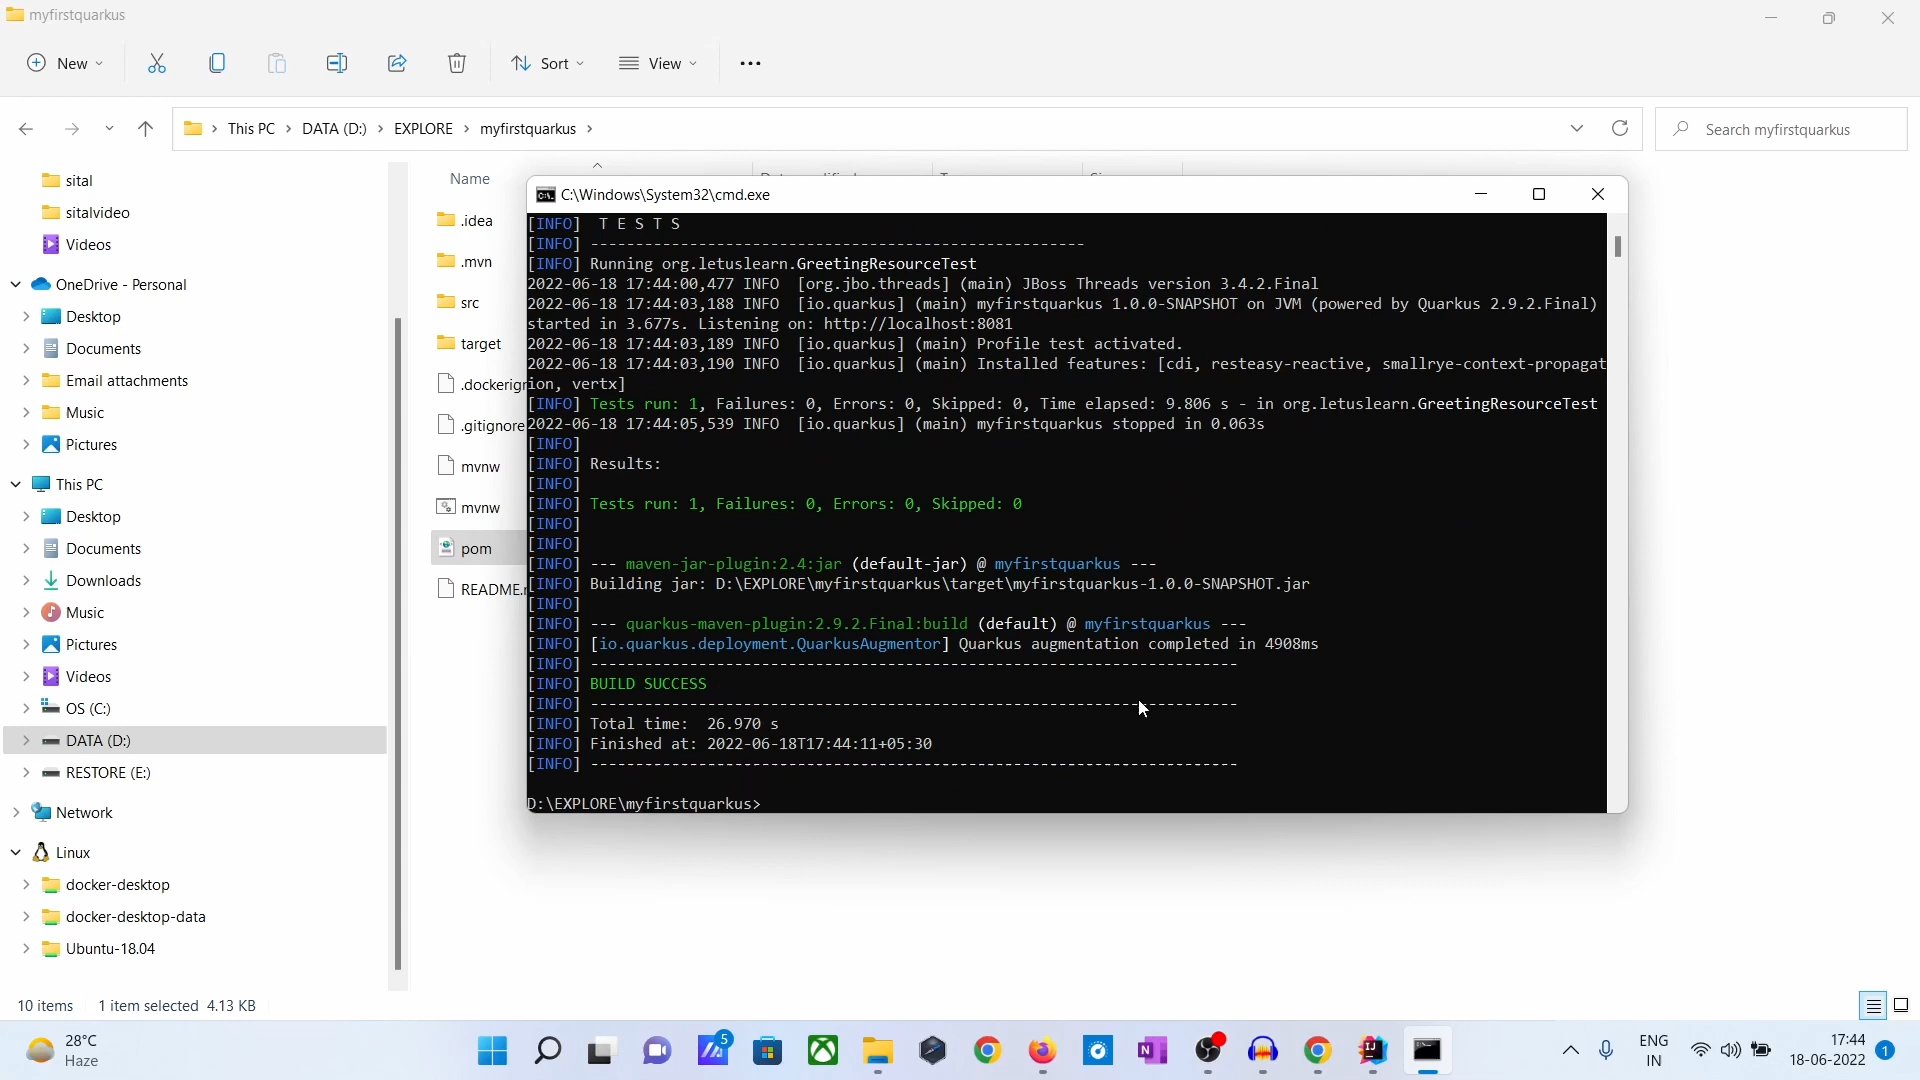 myfirstquarkus
New
Sort
View
This PC
DATA (D:)
EXPLORE
myfirstquarkus
Search myfirstquarkus
sital
sitalvideo
Videos
OneDrive - Personal
Desktop
Documents
Email attachments
Music
Pictures
This PC
Desktop
Documents
Downloads
Music
Pictures
Videos
OS (C:)
DATA (D:)
RESTORE (E:)
Network
Linux
docker-desktop
docker-desktop-data
Ubuntu-18.04
Name
.idea
.mvn
src
target
.dockerigr
.gitignore
mvnw
mvnw
pom
README.
C:\Windows\System32\cmd.exe
[INFO]  T E S T S
[INFO] -------------------------------------------------------
[INFO] Running org.letuslearn.GreetingResourceTest
2022-06-18 17:44:00,477 INFO  [org.jbo.threads] (main) JBoss Threads version 3.4.2.Final
2022-06-18 17:44:03,188 INFO  [io.quarkus] (main) myfirstquarkus 1.0.0-SNAPSHOT on JVM (powered by Quarkus 2.9.2.Final)
started in 3.677s. Listening on: http://localhost:8081
2022-06-18 17:44:03,189 INFO  [io.quarkus] (main) Profile test activated.
2022-06-18 17:44:03,190 INFO  [io.quarkus] (main) Installed features: [cdi, resteasy-reactive, smallrye-context-propagat
ion, vertx]
[INFO] Tests run: 1, Failures: 0, Errors: 0, Skipped: 0, Time elapsed: 9.806 s - in org.letuslearn.GreetingResourceTest
2022-06-18 17:44:05,539 INFO  [io.quarkus] (main) myfirstquarkus stopped in 0.063s
[INFO]
[INFO] Results:
[INFO]
[INFO] Tests run: 1, Failures: 0, Errors: 0, Skipped: 0
[INFO]
[INFO]
[INFO] --- maven-jar-plugin:2.4:jar (default-jar) @ myfirstquarkus ---
[INFO] Building jar: D:\EXPLORE\myfirstquarkus\target\myfirstquarkus-1.0.0-SNAPSHOT.jar
[INFO]
[INFO] --- quarkus-maven-plugin:2.9.2.Final:build (default) @ myfirstquarkus ---
[INFO] [io.quarkus.deployment.QuarkusAugmentor] Quarkus augmentation completed in 4908ms
[INFO] ------------------------------------------------------------------------
[INFO] BUILD SUCCESS
[INFO] ------------------------------------------------------------------------
[INFO] Total time:  26.970 s
[INFO] Finished at: 2022-06-18T17:44:11+05:30
[INFO] ------------------------------------------------------------------------
D:\EXPLORE\myfirstquarkus>
10 items
1 item selected 4.13 KB
28°C
Haze
5
ENG
IN
17:44
18-06-2022
1